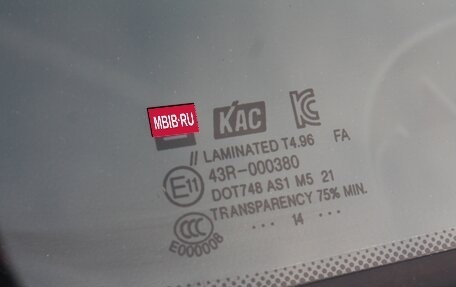 MBIB·RU
KAC
// LAMINATED T4.96 FA
E11 43R-000380
DOT748 AS1 M5 21
CCC TRANSPARENCY 75% MIN.
E000008
··· 14 ···